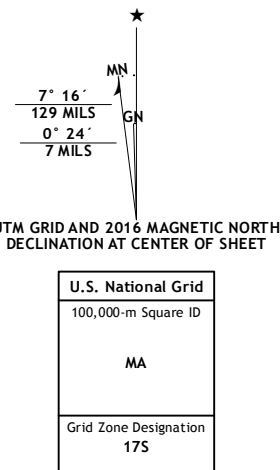 MN
7° 16´
129 MILS
GN
0° 24´
7 MILS
UTM GRID AND 2016 MAGNETIC NORTH
DECLINATION AT CENTER OF SHEET
U.S. National Grid
100,000-m Square ID
MA
Grid Zone Designation
17S